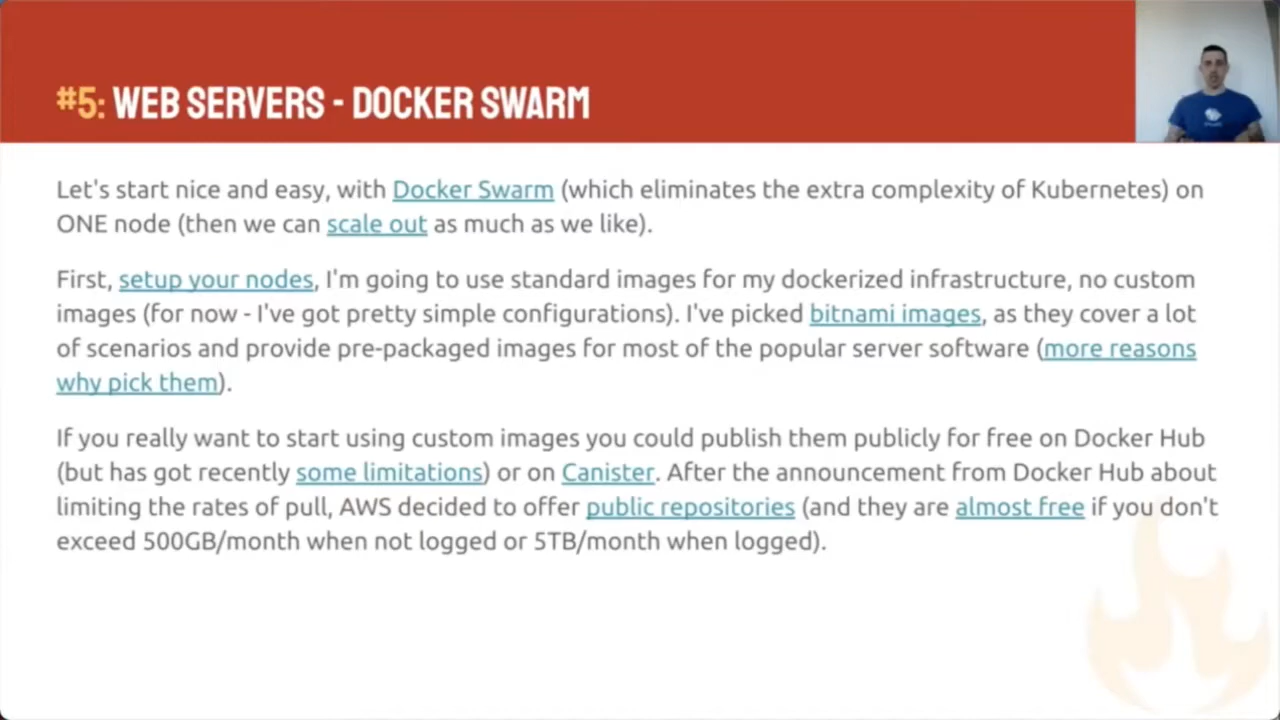 #5: WEB SERVERS - DOCKER SWARM
Let's start nice and easy, with Docker Swarm (which eliminates the extra complexity of Kubernetes) on
ONE node (then we can scale out as much as we like).
First, setup your nodes, I'm going to use standard images for my dockerized infrastructure, no custom
images (for now - I've got pretty simple configurations). I've picked bitnami images, as they cover a lot
of scenarios and provide pre-packaged images for most of the popular server software (more reasons
why pick them).
If you really want to start using custom images you could publish them publicly for free on Docker Hub
(but has got recently some limitations) or on Canister. After the announcement from Docker Hub about
limiting the rates of pull, AWS decided to offer public repositories (and they are almost free if you don't
exceed 500GB/month when not logged or 5TB/month when logged).